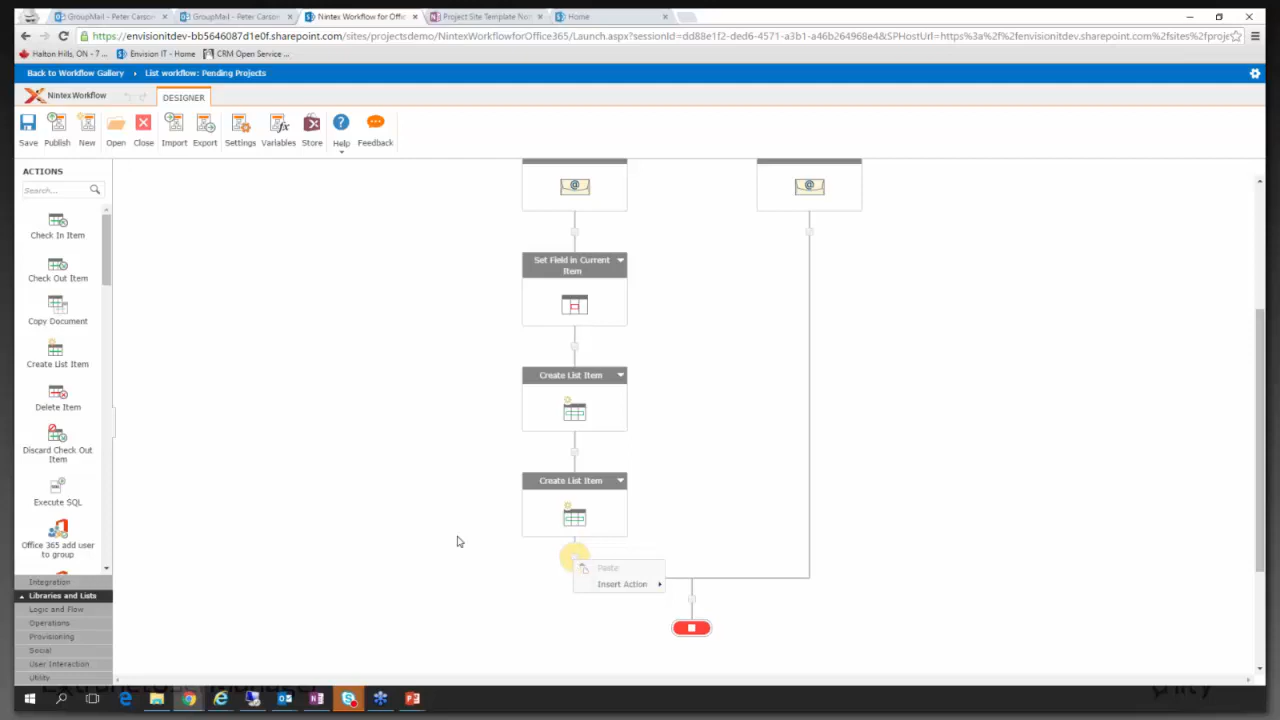 GroupMail - Peter Carson
GroupMail - Peter Carson
Nintex Workflow for Offic
Project Site Template No
Home
https://envisionitdev-bb5646087d1e0f.sharepoint.com/sites/projectsdemo/NintexWorkflowforOffice365/Launch.aspx?sessionId=dd88e1f2-ded6-4571-a3b1-a46b264968e4&SPHostUrl=https%3a%2f%2fenvisionitdev.sharepoint.com%2fsites%2fproje
Halton Hills, ON - 7
Envision IT - Home
CRM Open Service ...
Back to Workflow Gallery
List workflow: Pending Projects
Nintex Workflow
DESIGNER
Save
Publish
New
Open
Close
Import
Export
Settings
Variables
Store
Help
Feedback
ACTIONS
Search...
Check In Item
Check Out Item
Copy Document
Create List Item
Delete Item
Discard Check Out
Item
Execute SQL
Office 365 add user
to group
Integration
Libraries and Lists
Logic and Flow
Operations
Provisioning
Social
User Interaction
Utility
Set Field in Current
Item
Create List Item
Create List Item
Paste
Insert Action